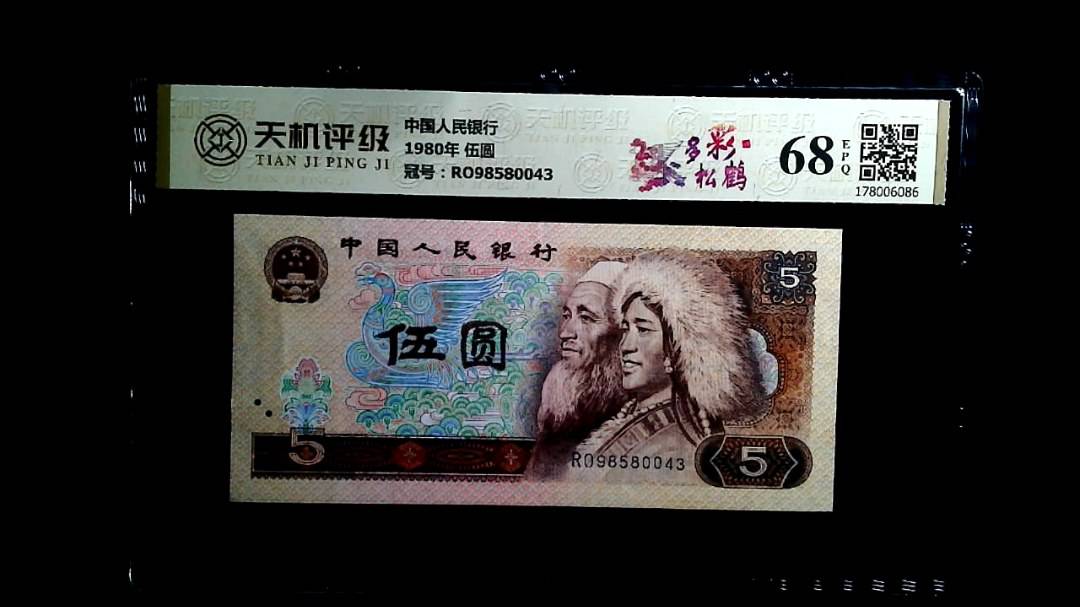 天机评级
TIAN JI PING JI
中国人民银行
1980年 伍圆
冠号：RO98580043
多彩
松鹤
68
EPQ
178006086
中国人民银行
5
伍圆
5
RO98580043
5